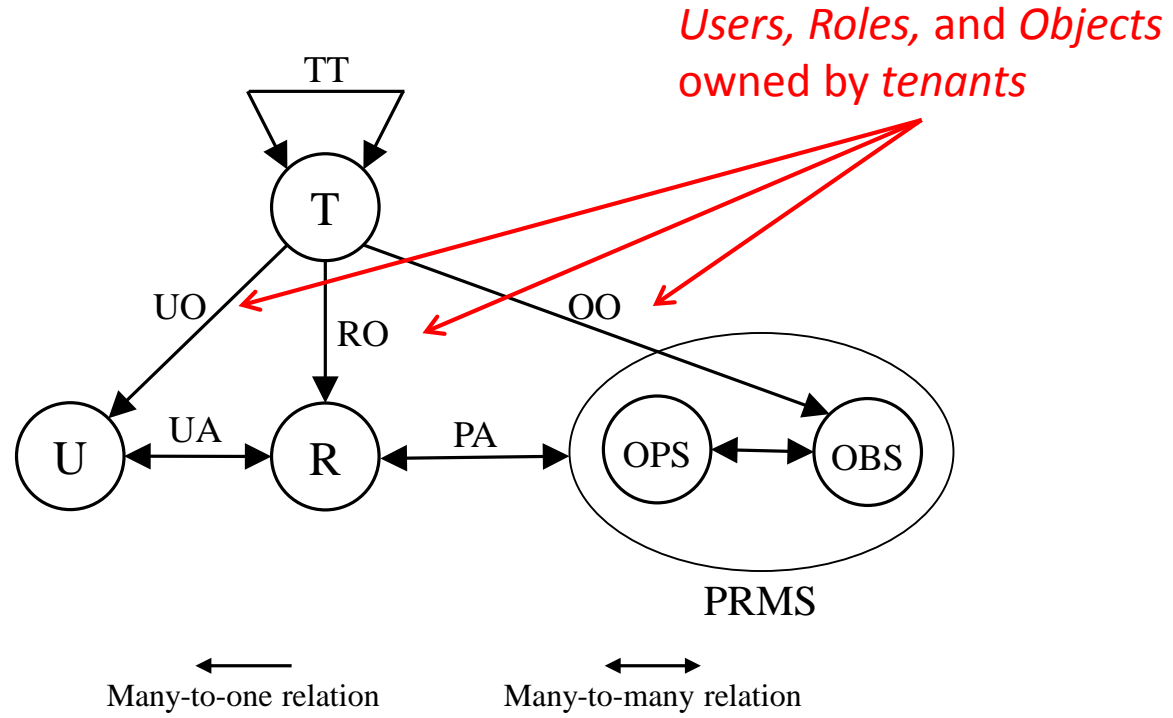 Users, Roles, and Objects
owned by tenants
TT
T
UO
RO
OO
U
UA
R
PA
OPS
OBS
PRMS
Many-to-one relation
Many-to-many relation